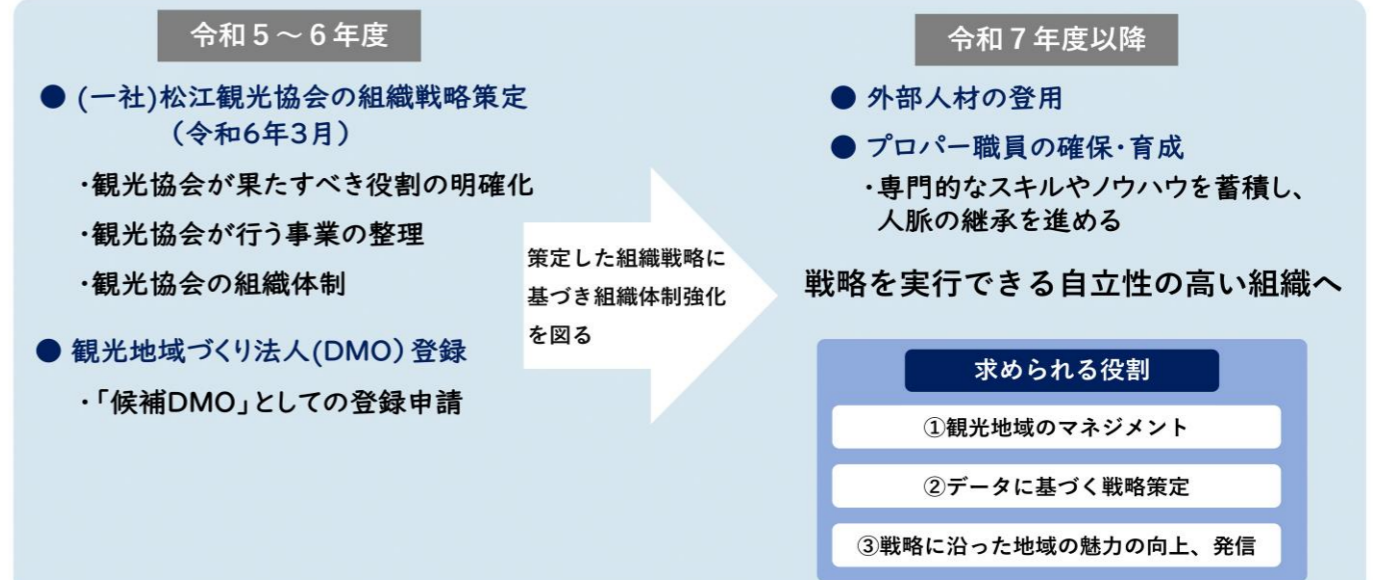 令和5～6年度
● (一社)松江観光協会の組織戦略策定
（令和6年3月）
・観光協会が果たすべき役割の明確化
・観光協会が行う事業の整理
・観光協会の組織体制
● 観光地域づくり法人(DMO)登録
・「候補DMO」としての登録申請
策定した組織戦略に
基づき組織体制強化
を図る
令和7年度以降
● 外部人材の登用
● プロパー職員の確保・育成
・専門的なスキルやノウハウを蓄積し、
人脈の継承を進める
戦略を実行できる自立性の高い組織へ
求められる役割
①観光地域のマネジメント
②データに基づく戦略策定
③戦略に沿った地域の魅力の向上、発信